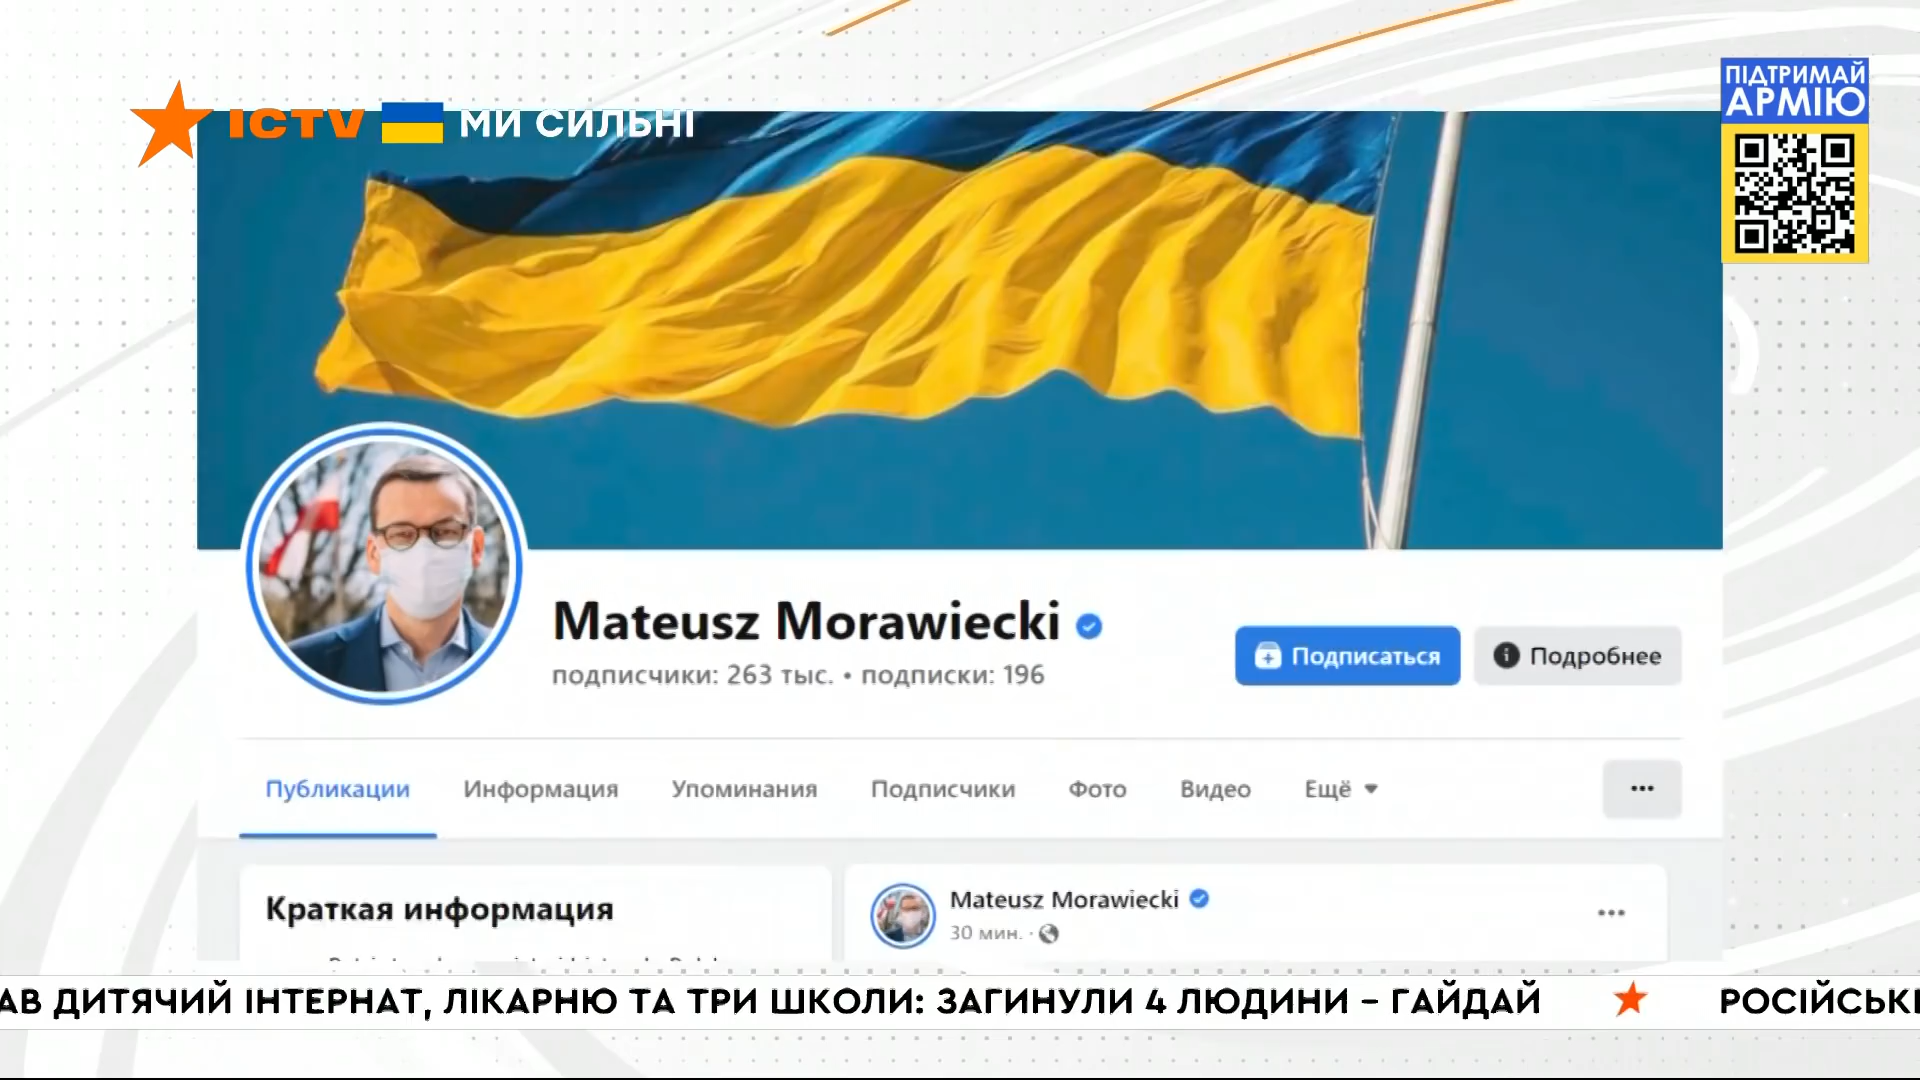 ICTV МИ СИЛЬНІ
ПІДТРИМАЙ
АРМІЮ
Mateusz Morawiecki
подписчики: 263 тыс. • подписки: 196
Подписаться
Подробнее
Публикации Информация Упоминания Подписчики Фото Видео Ещё
Краткая информация
Mateusz Morawiecki
30 мин.
АВ ДИТЯЧИЙ ІНТЕРНАТ, ЛІКАРНЮ ТА ТРИ ШКОЛИ: ЗАГИНУЛИ 4 ЛЮДИНИ – ГАЙДАЙ РОСІЙСЬКІ